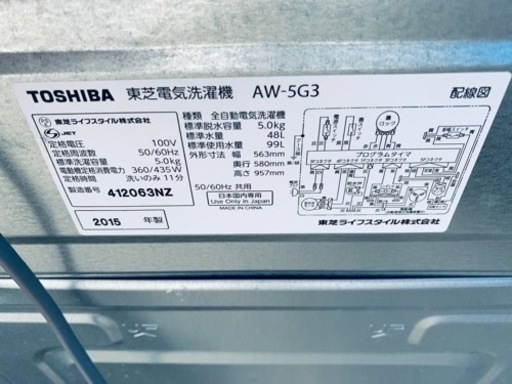 TOSHIBA 東芝電気洗濯機 AW-5G3 配線図
東芝ライフスタイル株式会社
JET
定格電圧 100V
定格周波数 50/60Hz
標準洗濯容量 5.0kg
電動機定格消費電力 360/435W
定格時間 洗いのみ 11分
製造番号 412063NZ
2015 年製
種類 全自動電気洗濯機
標準脱水容量 5.0kg
標準水量 48L
標準使用水量 99L
外形寸法 幅 563mm
奥行 580mm
高さ 957mm
50/60Hz 共用
日本国内専用
Use Only in Japan
MADE IN CHINA
ロック
プログラムタイマ
東芝ライフスタイル株式会社